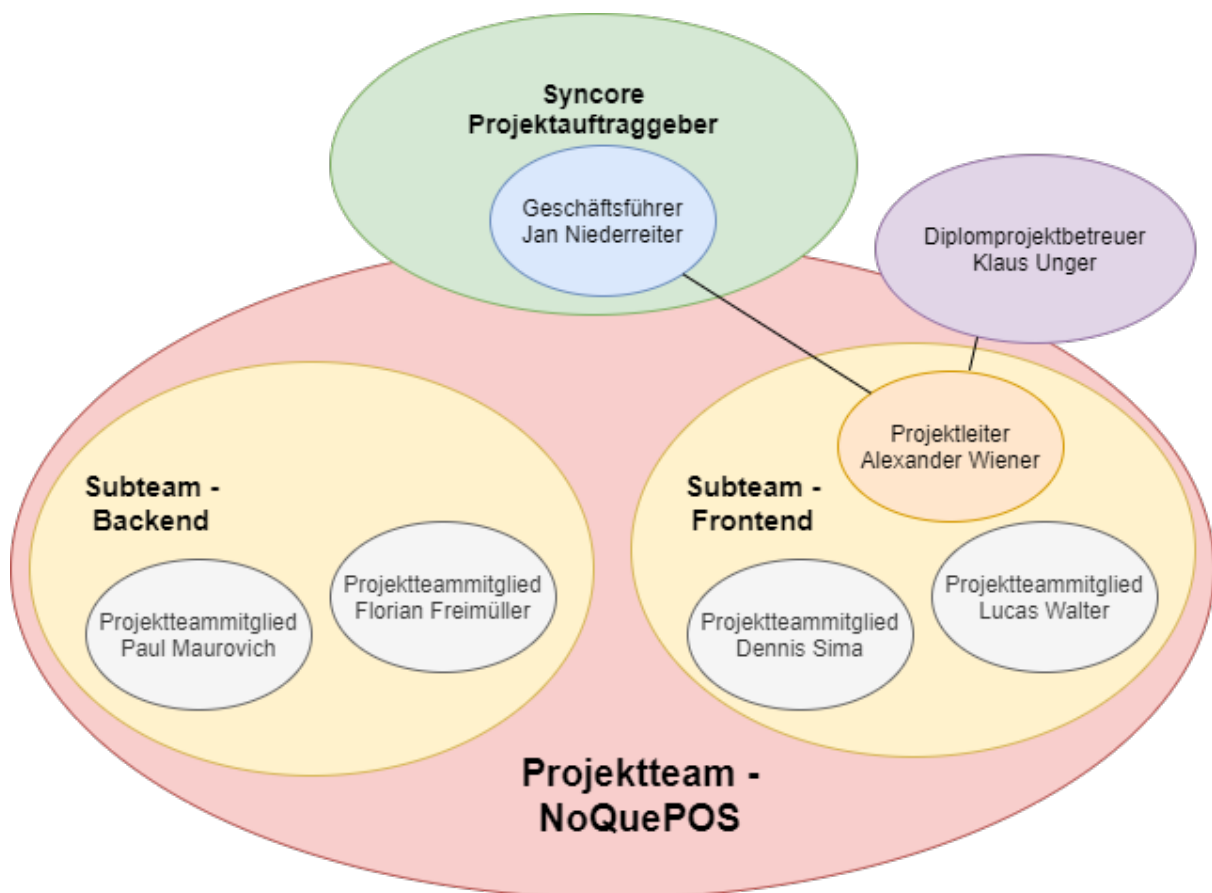 Syncore
Projektauftraggeber
Geschäftsführer
Jan Niederreiter
Diplomprojektbetreuer
Klaus Unger
Projektleiter
Alexander Wiener
Subteam -
Backend
Projektteammitglied
Florian Freimüller
Projektteammitglied
Paul Maurovich
Subteam -
Frontend
Projektteammitglied
Lucas Walter
Projektteammitglied
Dennis Sima
Projektteam -
NoQuePOS